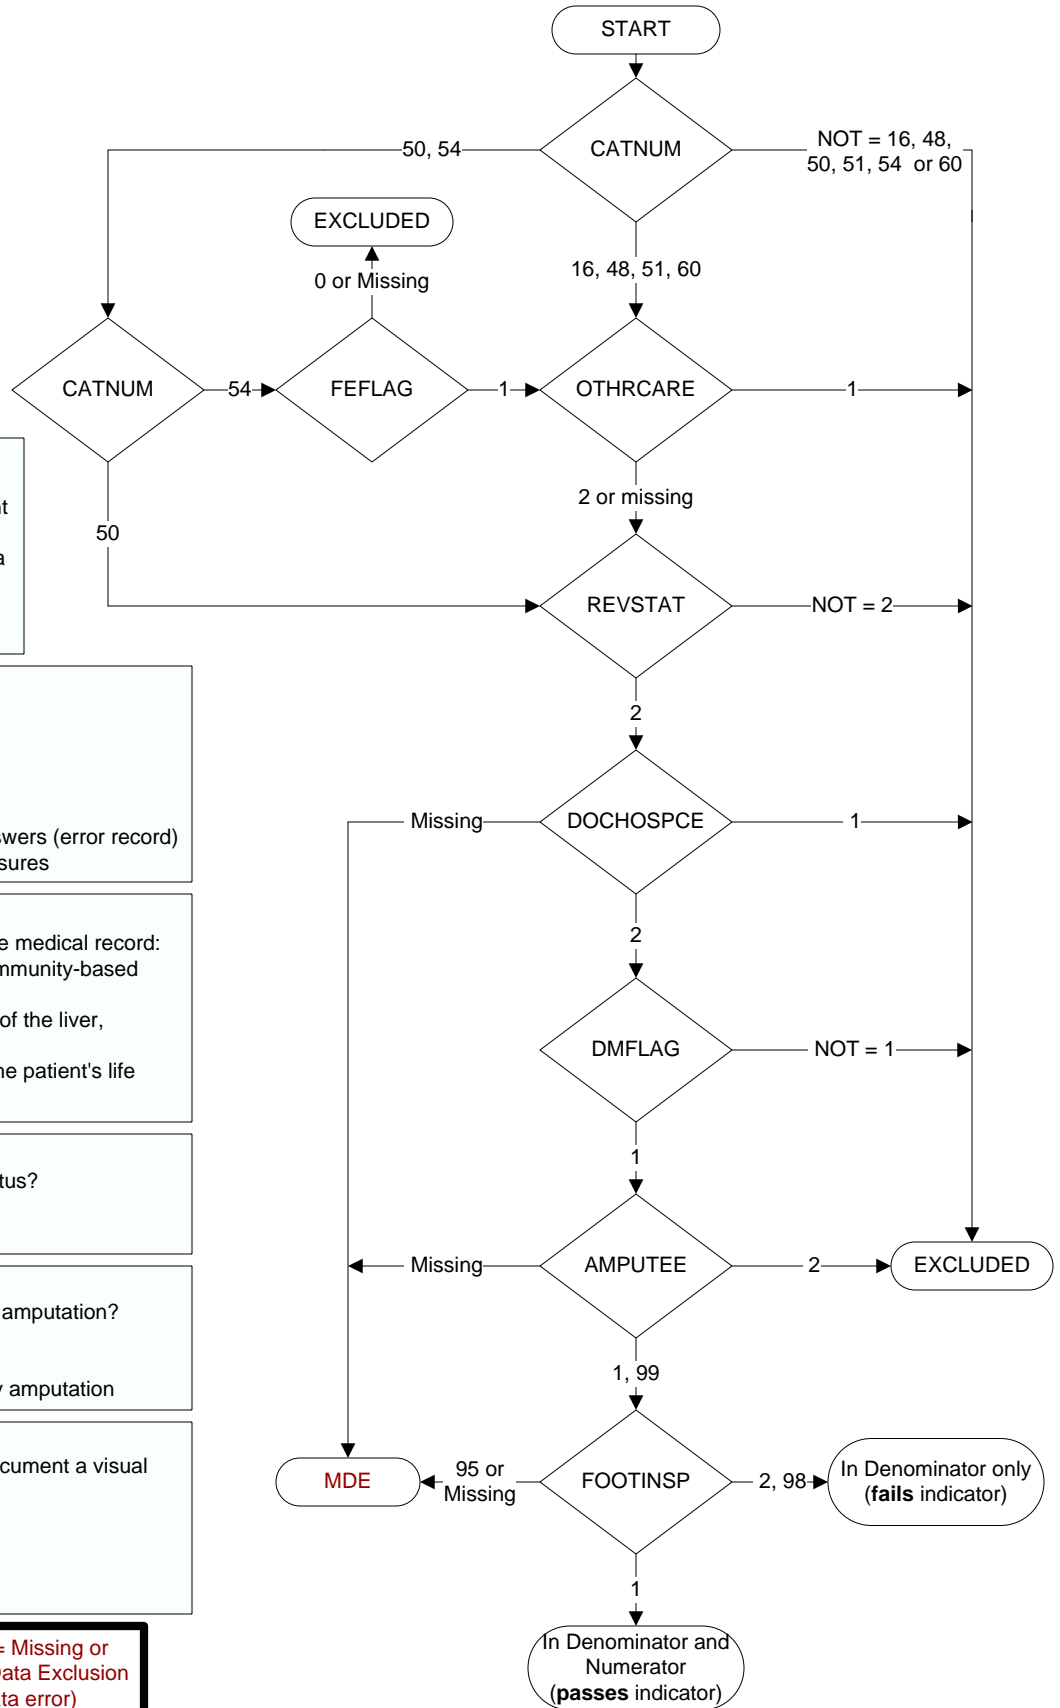 START
CATNUM
50, 54
NOT = 16, 48,
50, 51, 54 or 60
EXCLUDED
0 or Missing
16, 48, 51, 60
CATNUM
54
FEFLAG
1
OTHRCARE
1
50
2 or missing
REVSTAT
NOT = 2
2
Missing
DOCHOSPCE
1
2
DMFLAG
NOT = 1
1
Missing
AMPUTEE
2
EXCLUDED
1, 99
MDE
95 or
Missing
FOOTINSP
2, 98
In Denominator only
(fails indicator)
1
In Denominator and
Numerator
(passes indicator)
swers (error record)
sures
e medical record:
mmunity-based
of the liver,
ne patient's life
tus?
amputation?
y amputation
cument a visual
= Missing or
Data Exclusion
ta error)